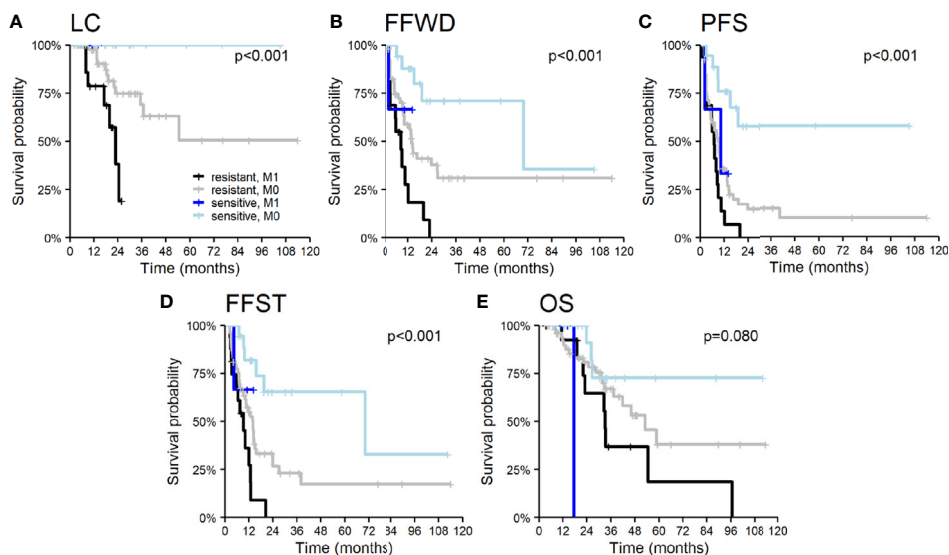 A LC
p<0.001
Survival probability
100%
75%
50%
25%
0%
resistant, M1
resistant, M0
sensitive, M1
sensitive, M0
0 12 24 36 48 60 72 84 96 108 120
Time (months)
B FFWD
p<0.001
Survival probability
100%
75%
50%
25%
0%
0 12 24 36 48 60 72 84 96 108 120
Time (months)
C PFS
p<0.001
Survival probability
100%
75%
50%
25%
0%
0 12 24 36 48 60 72 84 96 108 120
Time (months)
D FFST
p<0.001
Survival probability
100%
75%
50%
25%
0%
0 12 24 36 48 60 72 84 96 108 120
Time (months)
E OS
p=0.080
Survival probability
100%
75%
50%
25%
0%
0 12 24 36 48 60 72 84 96 108 120
Time (months)